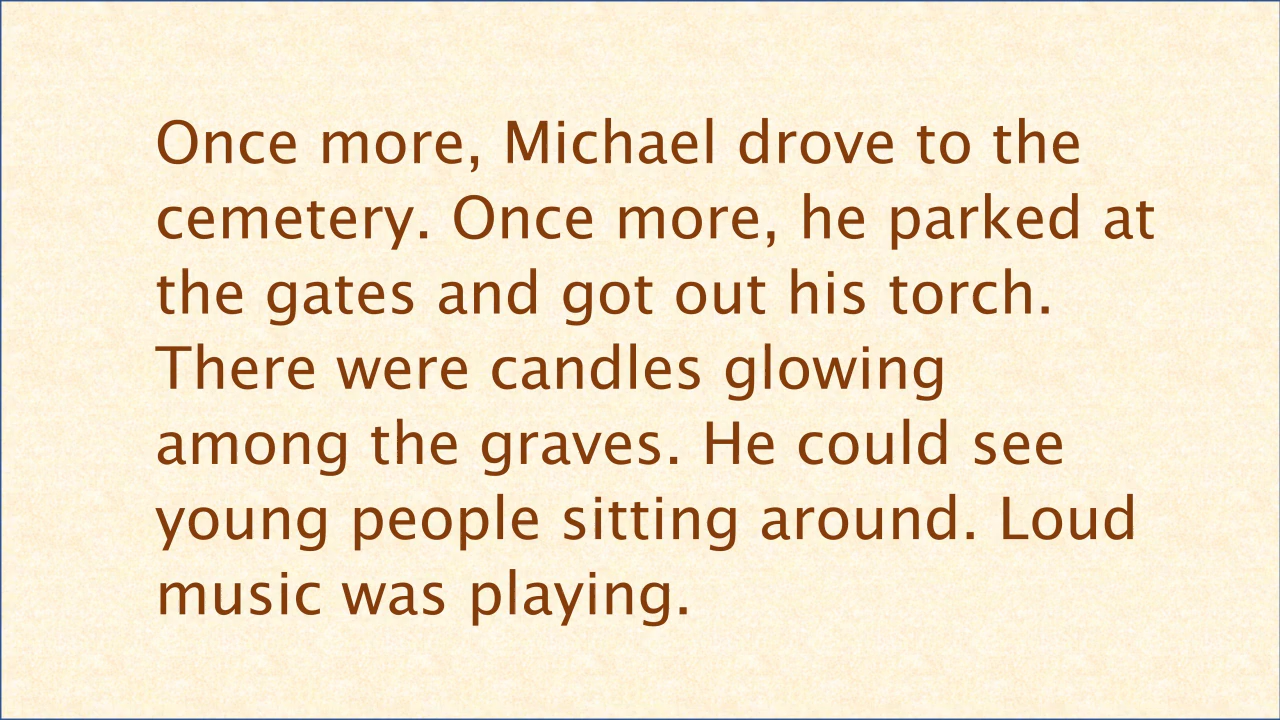 Once more, Michael drove to the
cemetery. Once more, he parked at
the gates and got out his torch.
There were candles glowing
among the graves. He could see
young people sitting around. Loud
music was playing.